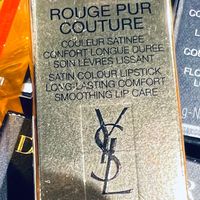 ROUGE PUR
COUTURE
COULEUR SATINÉE
CONFORT LONGUE DURÉE
SOIN LÈVRES LISSANT
SATIN COLOUR LIPSTICK
LONG-LASTING COMFORT
SMOOTHING LIP CARE
YSL